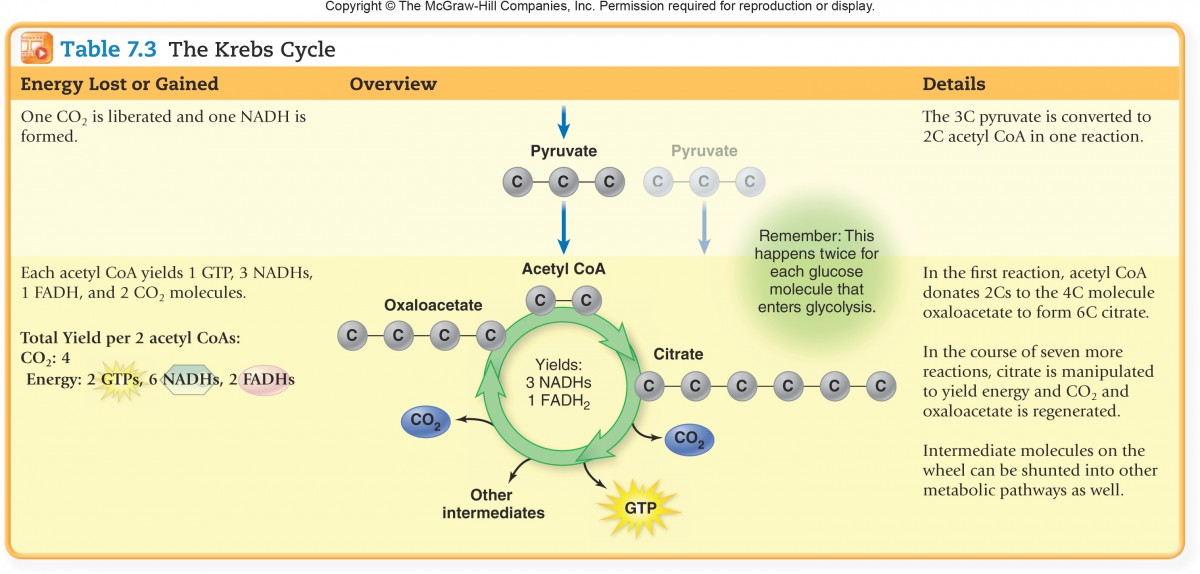 Copyright © The McGraw-Hill Companies, Inc. Permission required for reproduction or display.
Table 7.3 The Krebs Cycle
Energy Lost or Gained
Overview
Details
One CO₂ is liberated and one NADH is
formed.
Pyruvate
C C C
Pyruvate
C C C
The 3C pyruvate is converted to
2C acetyl CoA in one reaction.
Remember: This
happens twice for
each glucose
molecule that
enters glycolysis.
Each acetyl CoA yields 1 GTP, 3 NADHs,
1 FADH, and 2 CO₂ molecules.
Total Yield per 2 acetyl CoAs:
CO₂: 4
Energy: 2 GTPs, 6 NADHs, 2 FADHs
Acetyl CoA
C C
Oxaloacetate
C C C C
Yields:
3 NADHs
1 FADH₂
Citrate
C C C C C C
CO₂
CO₂
Other
intermediates
GTP
In the first reaction, acetyl CoA
donates 2Cs to the 4C molecule
oxaloacetate to form 6C citrate.
In the course of seven more
reactions, citrate is manipulated
to yield energy and CO₂ and
oxaloacetate is regenerated.
Intermediate molecules on the
wheel can be shunted into other
metabolic pathways as well.